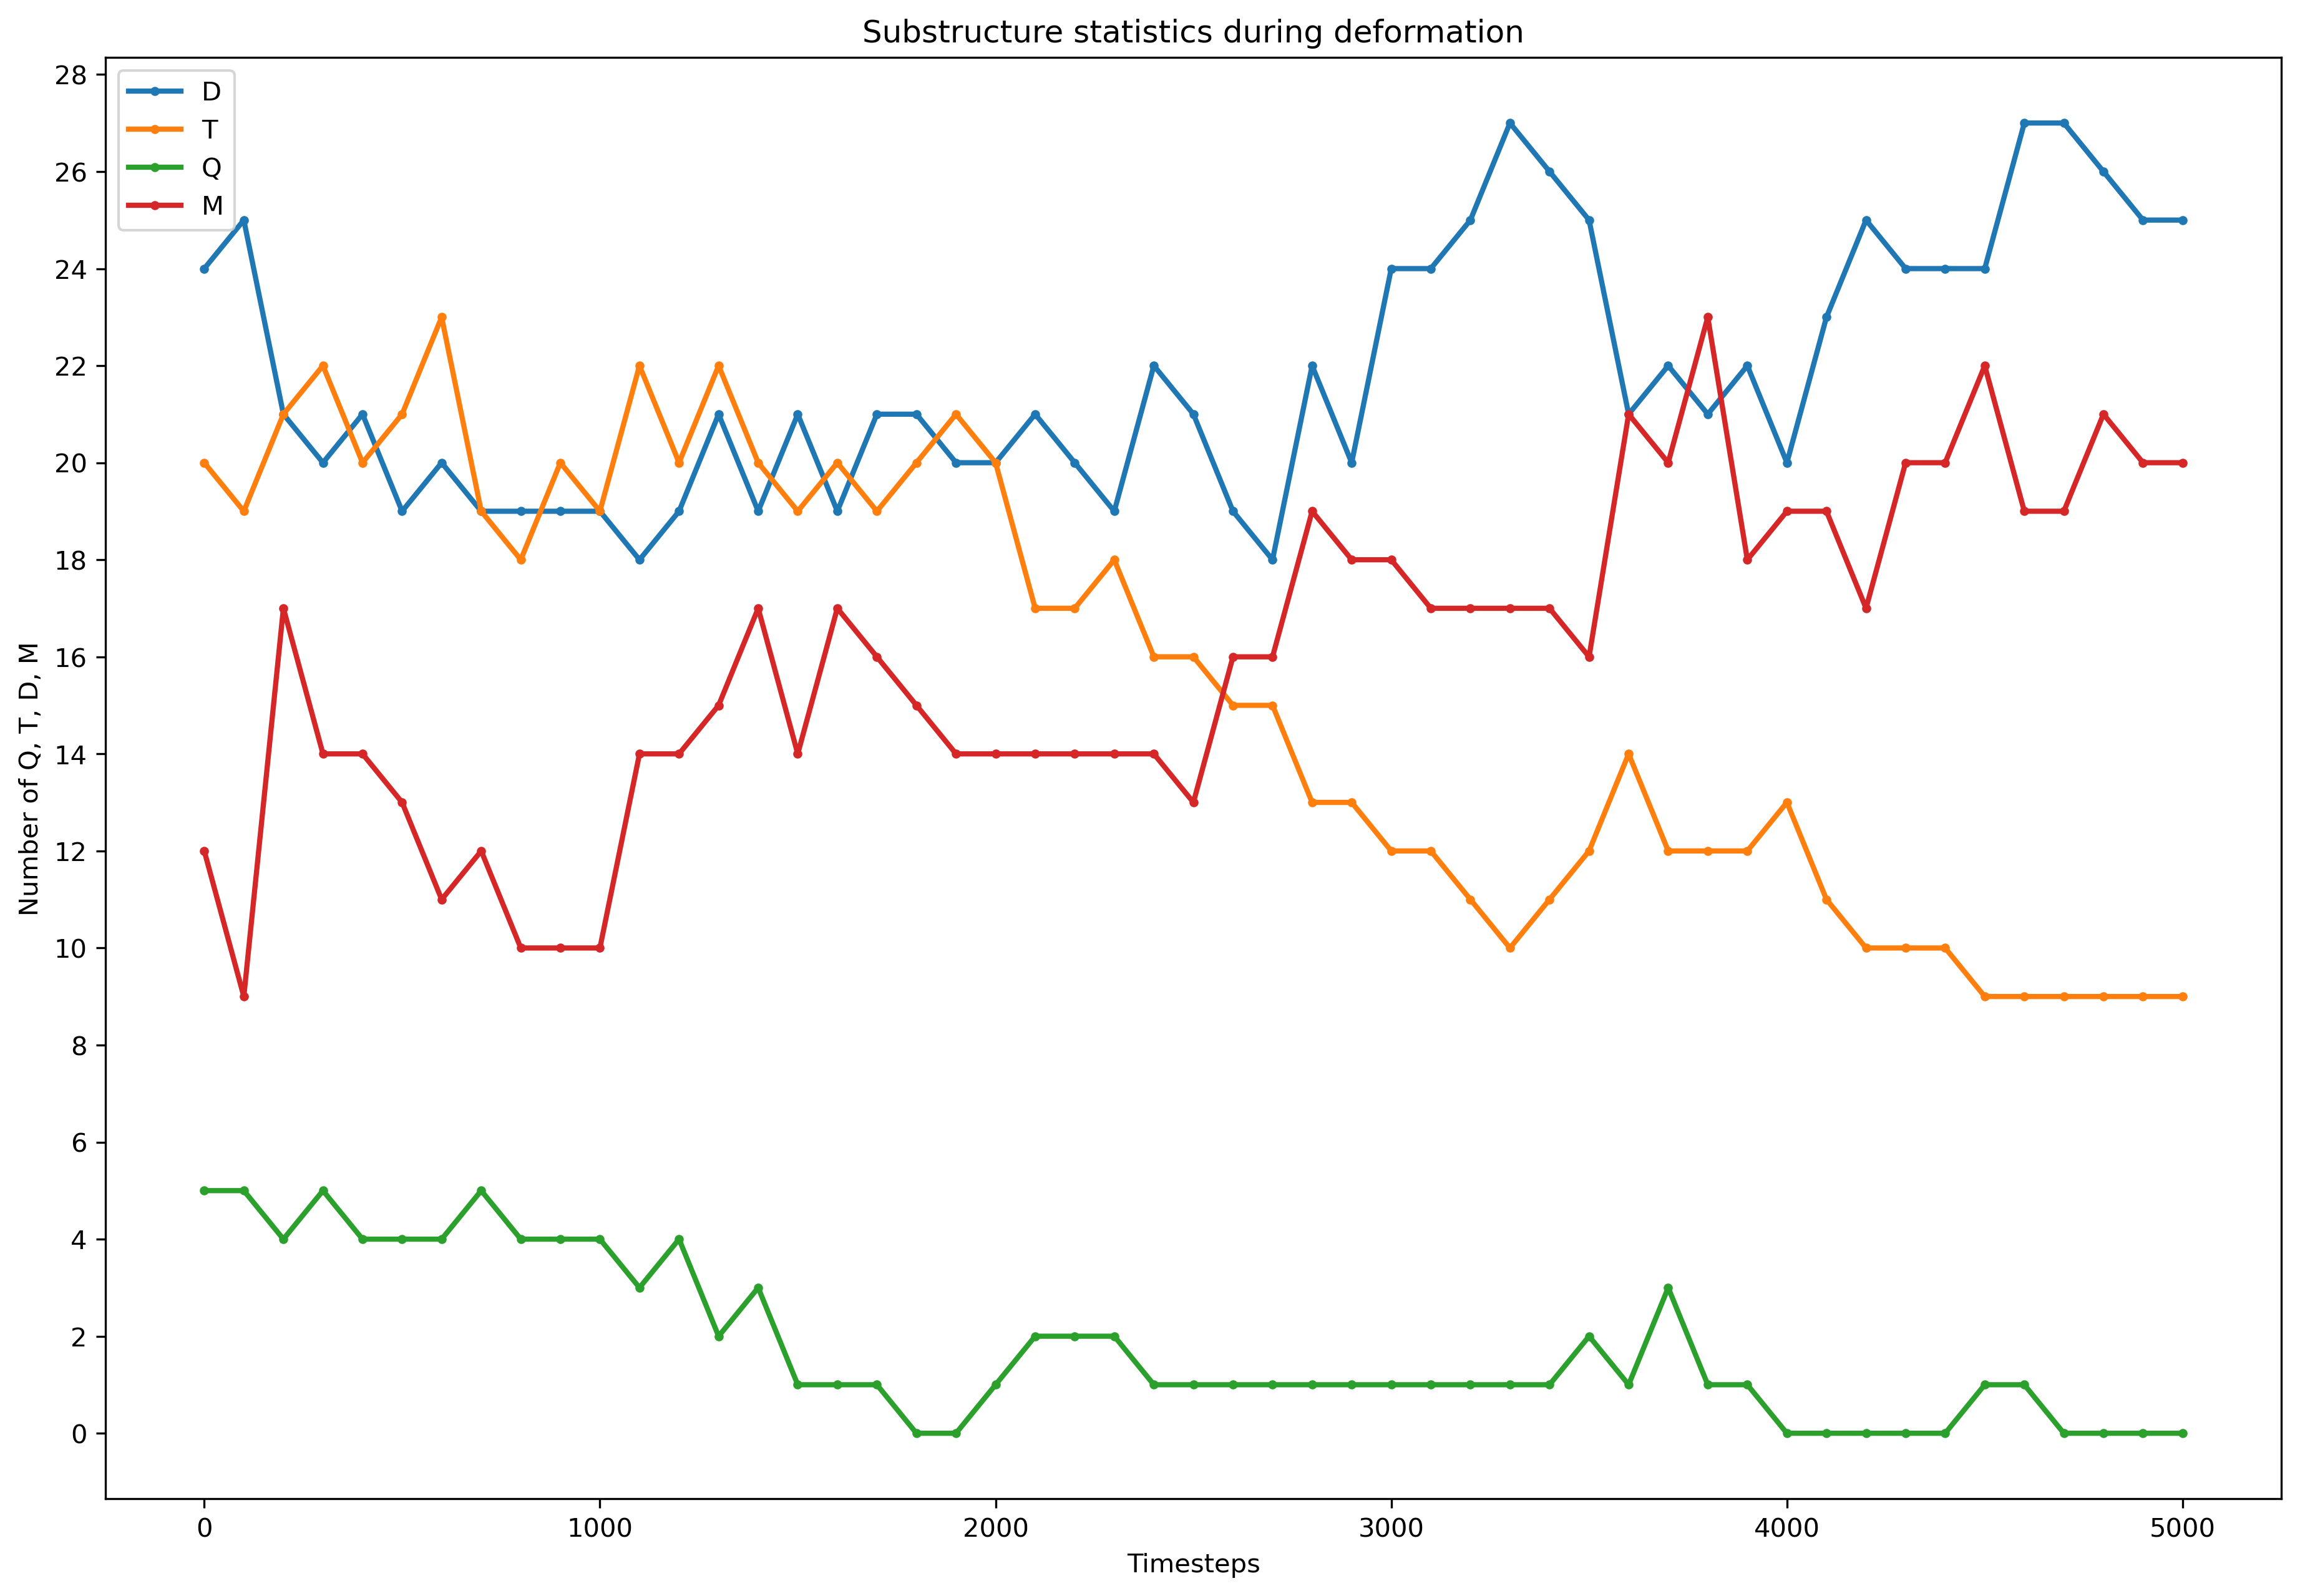 Substructure statistics during deformation
D
T
Q
M
Number of Q, T, D, M
28
26
24
22
20
18
16
14
12
10
8
6
4
2
0
0 1000 2000 3000 4000 5000
Timesteps